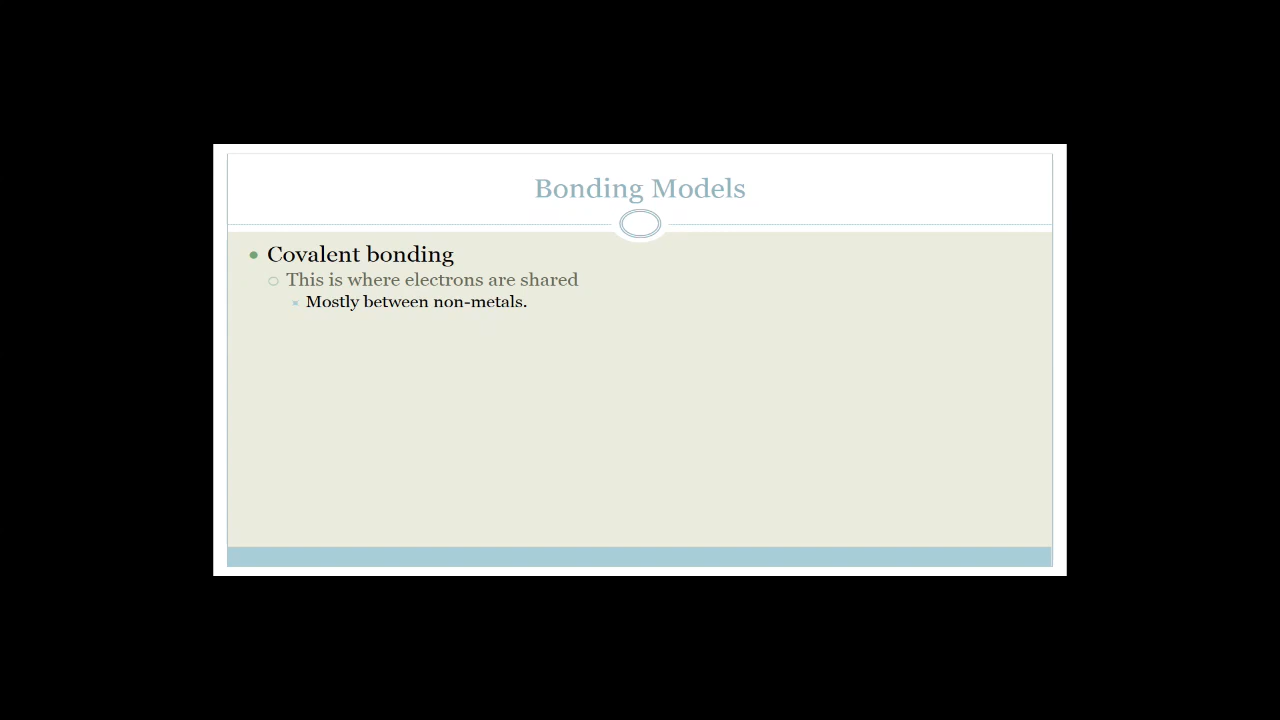 Bonding Models
Covalent bonding
This is where electrons are shared
Mostly between non-metals.